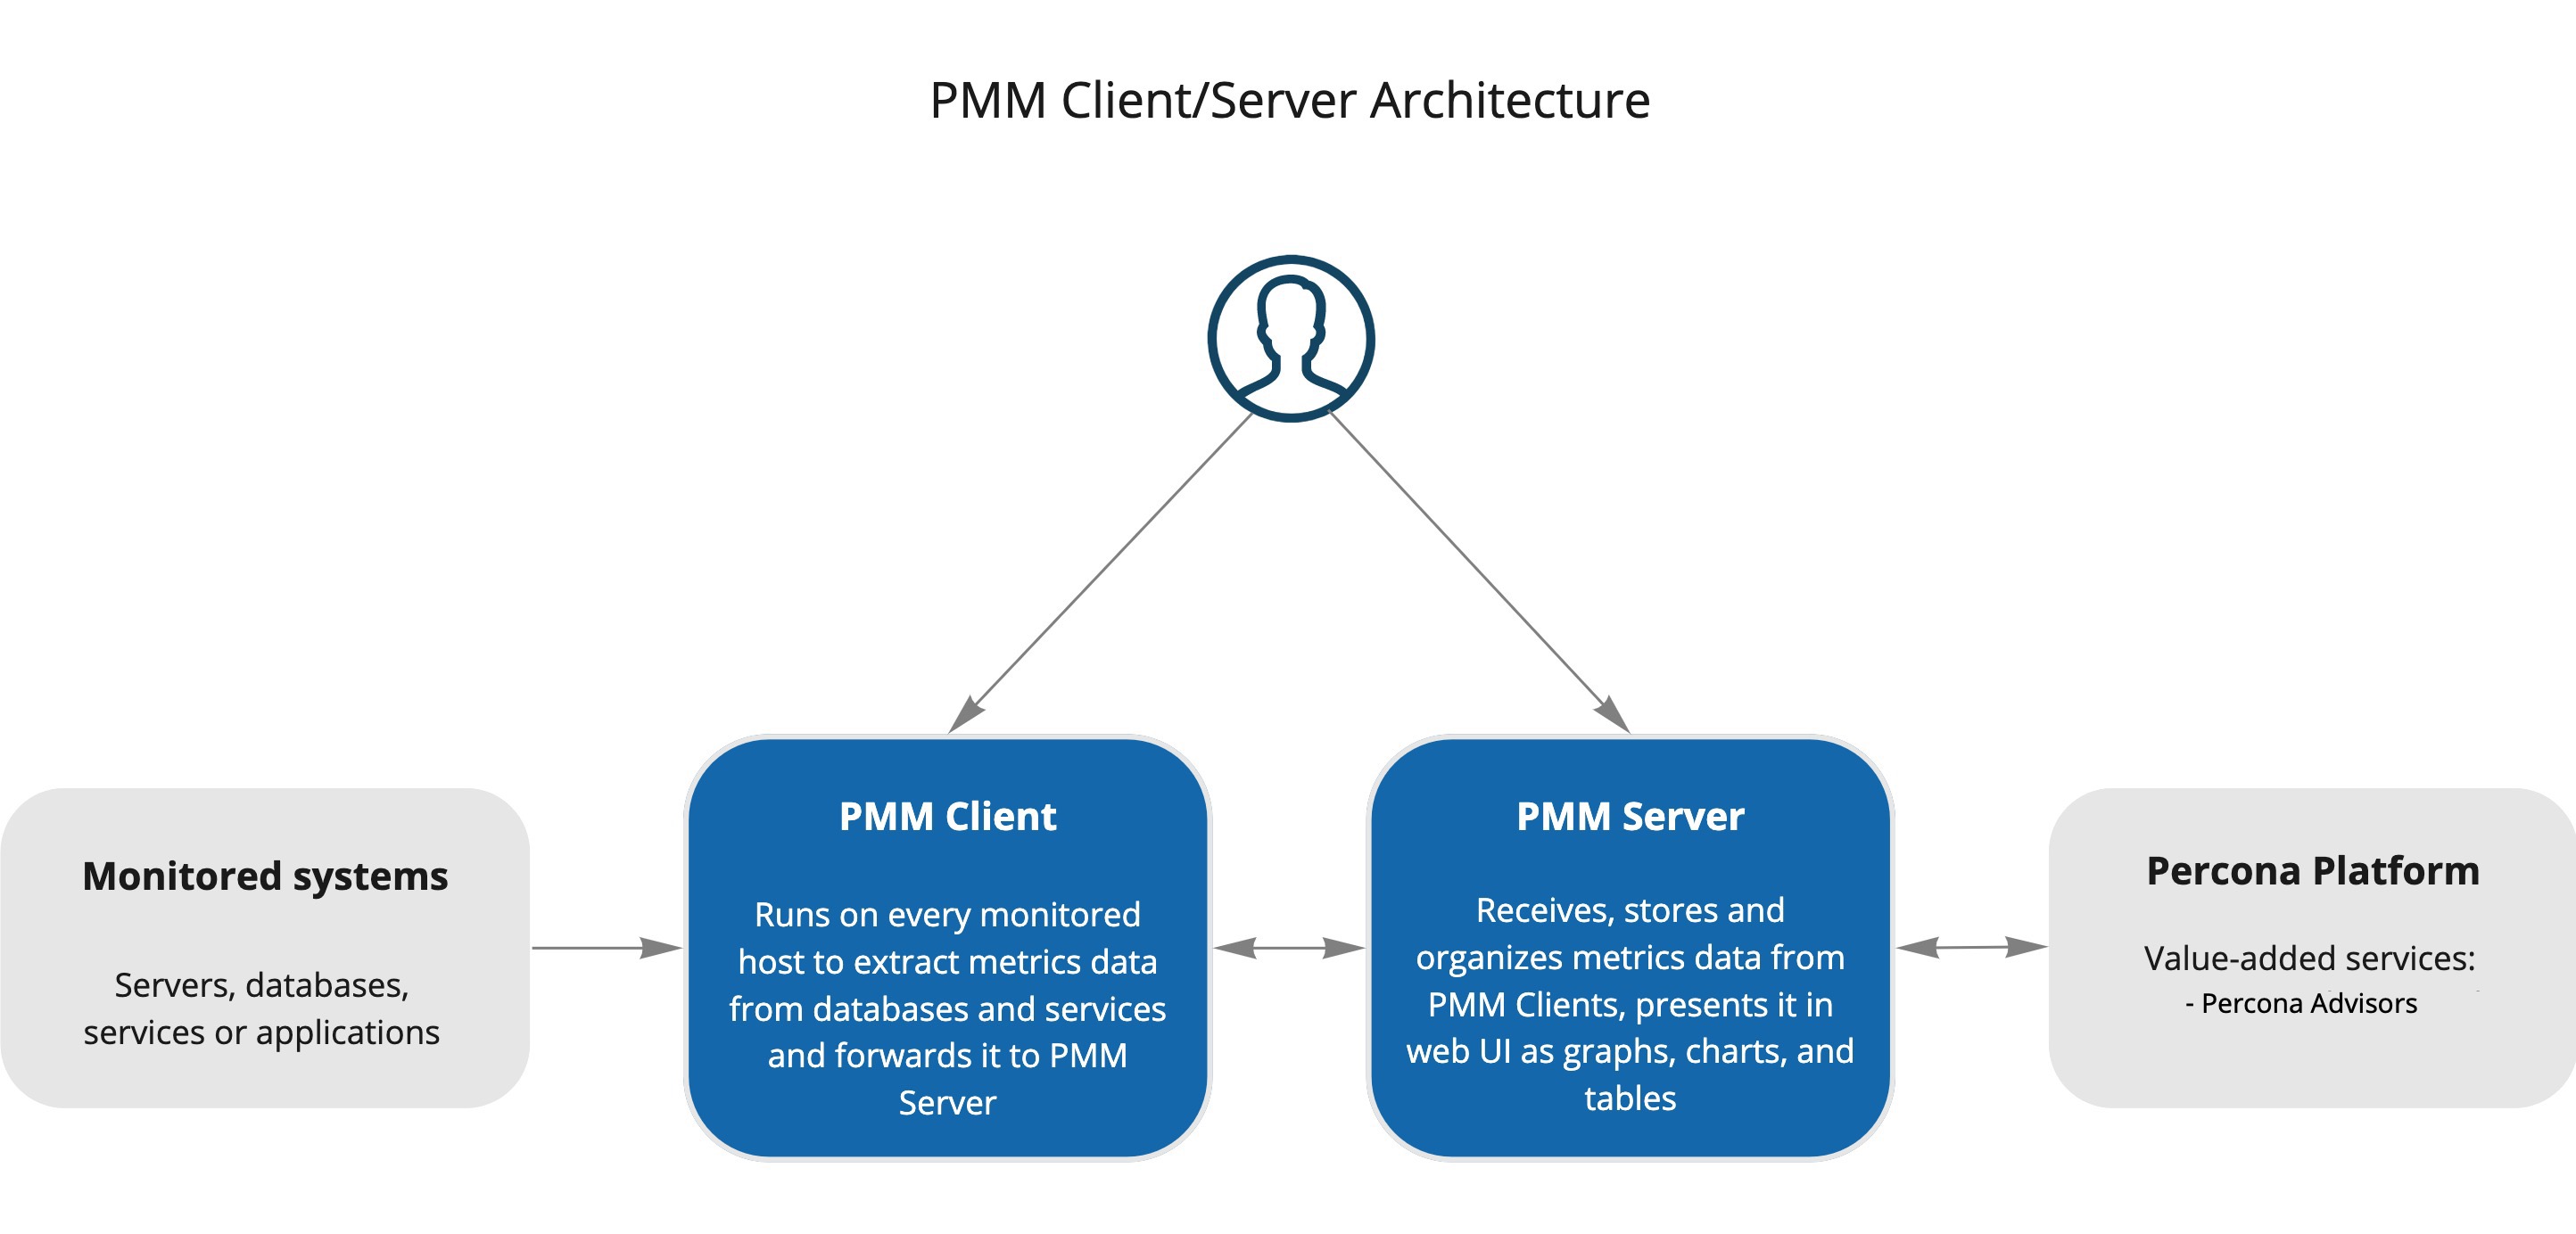 PMM Client/Server Architecture
Monitored systems
Servers, databases,
services or applications
PMM Client
Runs on every monitored
host to extract metrics data
from databases and services
and forwards it to PMM
Server
PMM Server
Receives, stores and
organizes metrics data from
PMM Clients, presents it in
web UI as graphs, charts, and
tables
Percona Platform
Value-added services:
- Percona Advisors